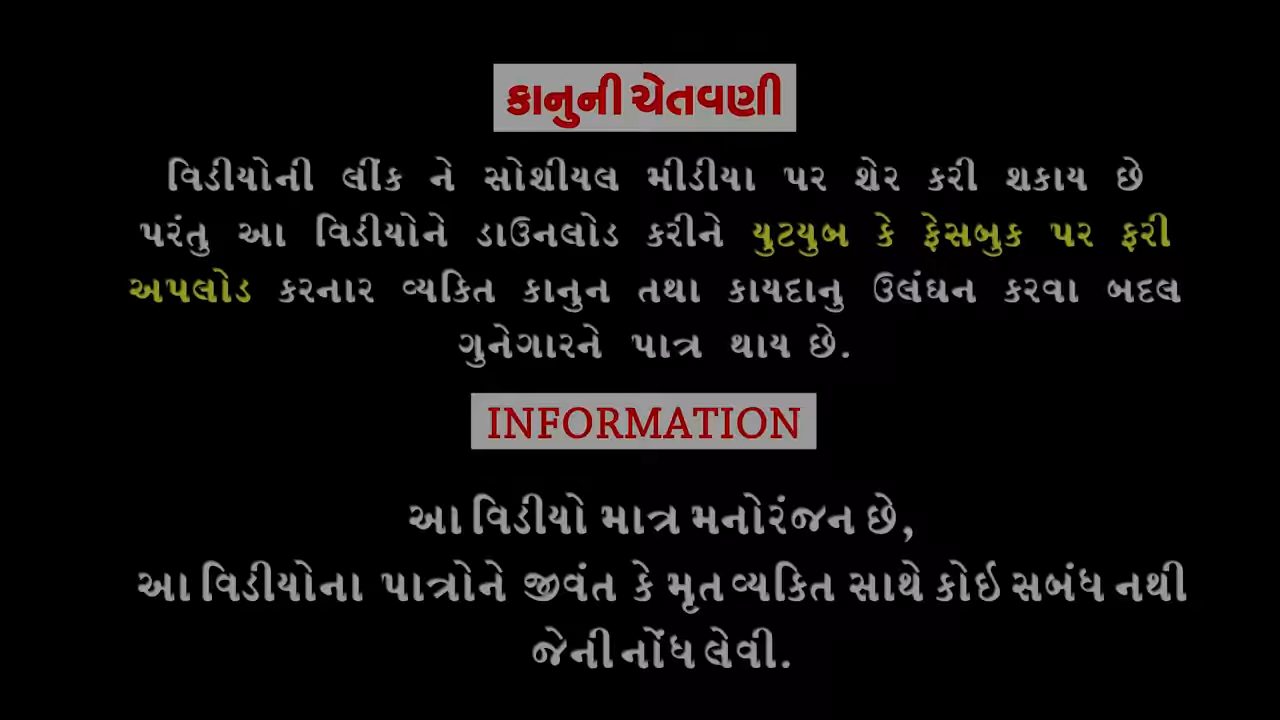 કાનુની ચેતવણી
વિડીયોની લીંક ને સોશીયલ મીડીયા પર શેર કરી શકાય છે
પરંતુ આ વિડીયોને ડાઉનલોડ કરીને યુટયુબ કે ફેસબુક પર ફરી
અપલોડ કરનાર વ્યકિત કાનુન તથા કાયદાનુ ઉલંઘન કરવા બદલ
ગુનેગારને પાત્ર થાય છે.
INFORMATION
આ વિડીયો માત્ર મનોરંજન છે,
આ વિડીયોના પાત્રોને જીવંત કે મૃત વ્યકિત સાથે કોઇ સબંધ નથી
જેની નોંધ લેવી.